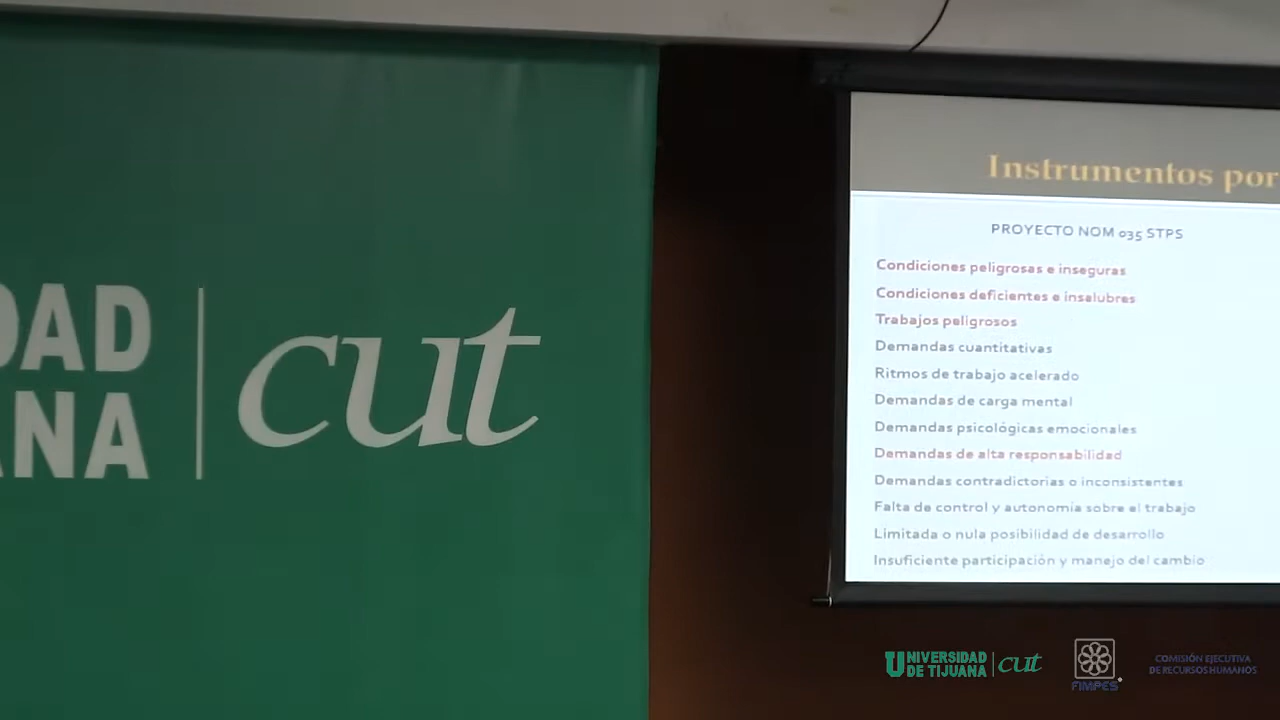 DAD
ANA
cut
Instrumentos por
PROYECTO NOM 035 STPS
Condiciones peligrosas e inseguras
Condiciones deficientes e insalubres
Trabajos peligrosos
Demandas cuantitativas
Ritmos de trabajo acelerado
Demandas de carga mental
Demandas psicológicas emocionales
Demandas de alta responsabilidad
Demandas contradictorias o inconsistentes
Falta de control y autonomía sobre el trabajo
Limitada o nula posibilidad de desarrollo
Insuficiente participación y manejo del cambio
UNIVERSIDAD
DE TIJUANA
cut
FIMPES
COMISIÓN EJECUTIVA
DE RECURSOS HUMANOS